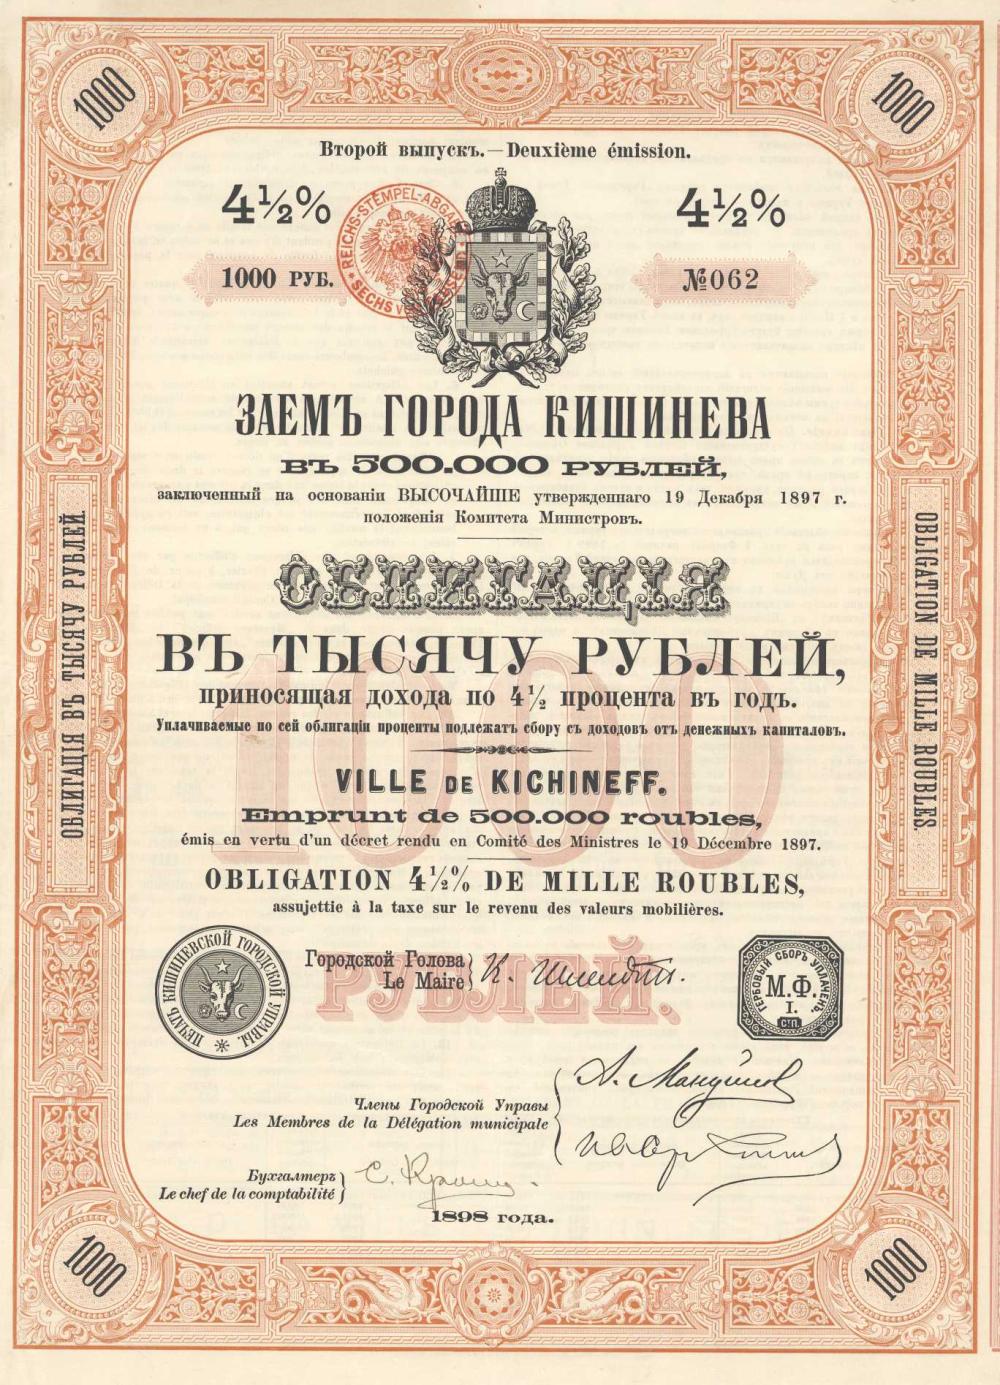 1000
1000
Второй выпускъ.—Deuxième émission.
4½%
4½%
REICHS-STEMPEL-ABGABE
SECHS
1000 РУБ.
№062
ЗАЕМЪ ГОРОДА КИШИНЕВА
ВЪ 500.000 РУБЛЕЙ,
заключенный на основаніи ВЫСОЧАЙШЕ утвержденнаго 19 Декабря 1897 г.
положенія Комитета Министровъ.
ОБЛИГАЦІЯ
ВЪ ТЫСЯЧУ РУБЛЕЙ,
приносящая дохода по 4½ процента въ годъ.
Уплачиваемые по сей облигаціи проценты подлежатъ сбору съ доходовъ отъ денежныхъ капиталовъ.
1000
VILLE DE KICHINEFF.
Emprunt de 500.000 roubles,
émis en vertu d'un décret rendu en Comité des Ministres le 19 Décembre 1897.
OBLIGATION 4½% DE MILLE ROUBLES,
assujettie à la taxe sur le revenu des valeurs mobilières.
РУБЛЕЙ.
ОБЛИГАЦІЯ ВЪ ТЫСЯЧУ РУБЛЕЙ.
OBLIGATION DE MILLE ROUBLES.
ПЕЧАТЬ КИШИНЕВСКОЙ ГОРОДСКОЙ УПРАВЫ.
Городской Голова
Le Maire
К. Шмидтъ.
ГЕРБОВЫЙ СБОРЪ УПЛАЧЕНЪ.
М.Ф.
I.
С.П.
Члены Городской Управы
Les Membres de la Délégation municipale
Бухгалтеръ
Le chef de la comptabilité
1898 года.
1000
1000